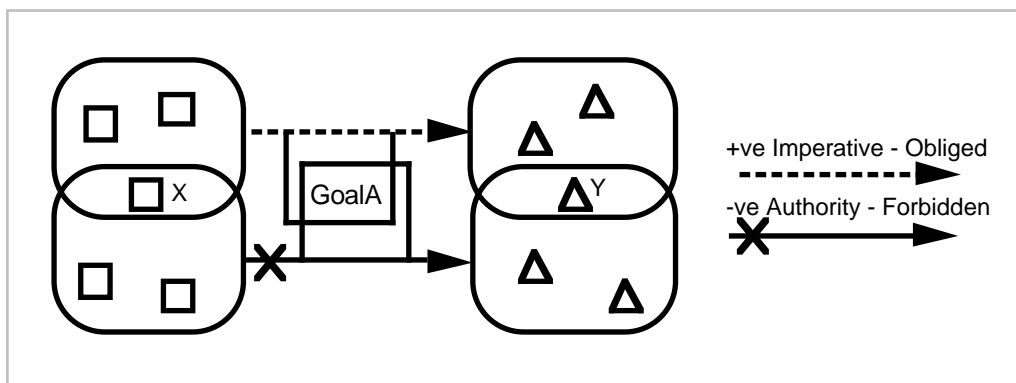 X
GoalA
Y
+ve Imperative - Obliged
-ve Authority - Forbidden